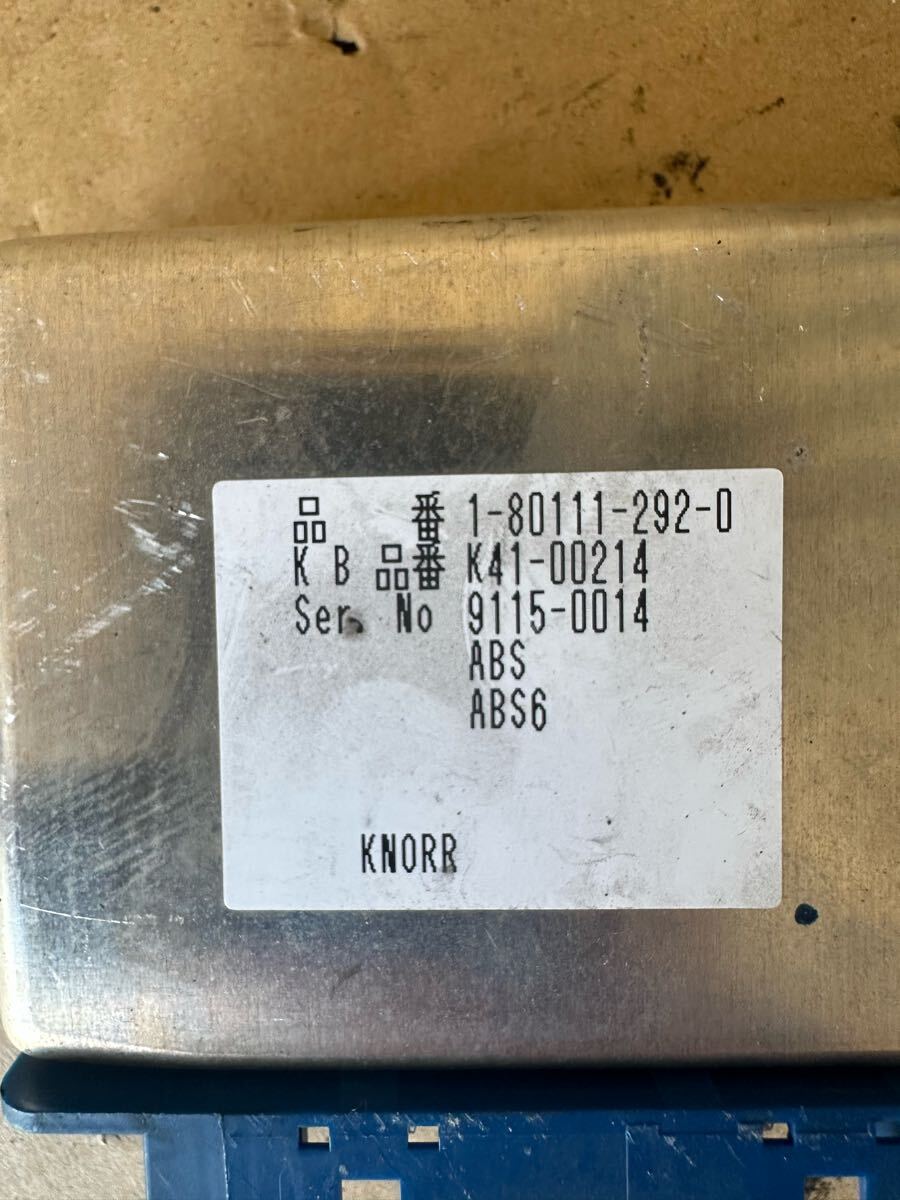 品 番 1-80111-292-0
K B 品番 K41-00214
Ser. No 9115-0014
ABS
ABS6
KNORR